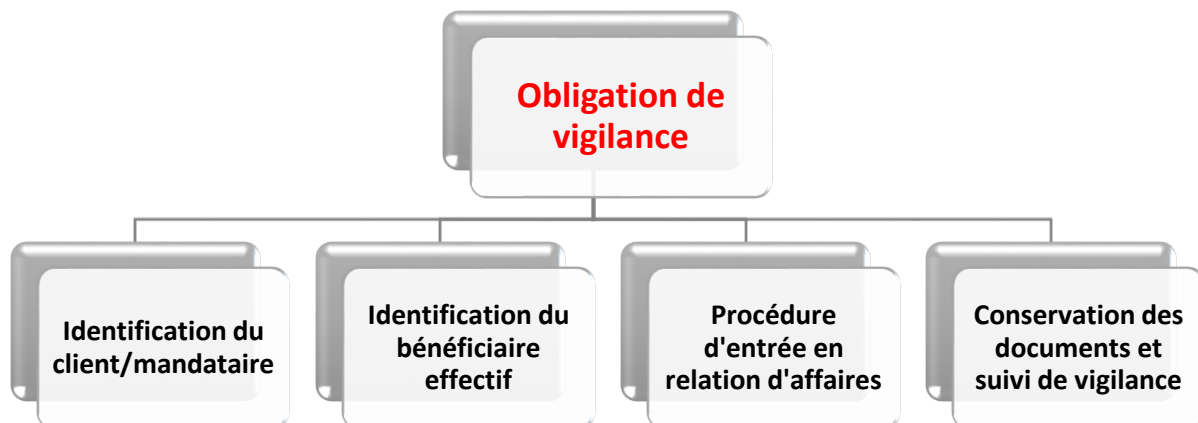 Obligation de
vigilance
Identification du
client/mandataire
Identification du
bénéficiaire
effectif
Procédure
d'entrée en
relation d'affaires
Conservation des
documents et
suivi de vigilance